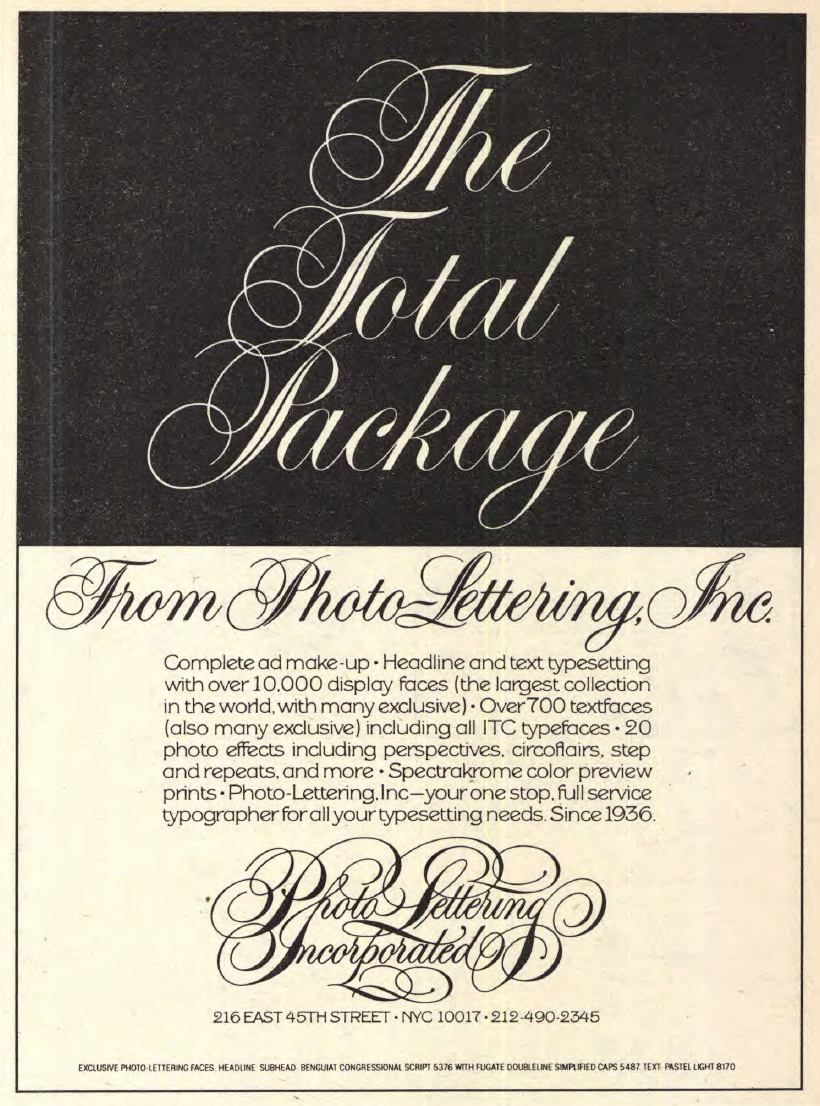 The
Total
Package
From Photo-Lettering, Inc.
Complete ad make-up • Headline and text typesetting
with over 10,000 display faces (the largest collection
in the world, with many exclusive) • Over 700 textfaces
(also many exclusive) including all ITC typefaces • 20
photo effects including perspectives, circoflairs, step
and repeats, and more • Spectrakrome color preview
prints • Photo-Lettering, Inc—your one stop, full service
typographer for all your typesetting needs. Since 1936.
Photo Lettering
Incorporated
216 EAST 45TH STREET • NYC 10017 • 212-490-2345
EXCLUSIVE PHOTO-LETTERING FACES. HEADLINE SUBHEAD. BENGUIAT CONGRESSIONAL SCRIPT 5376 WITH FUGATE DOUBLELINE SIMPLIFIED CAPS 5487. TEXT: PASTEL LIGHT 8170